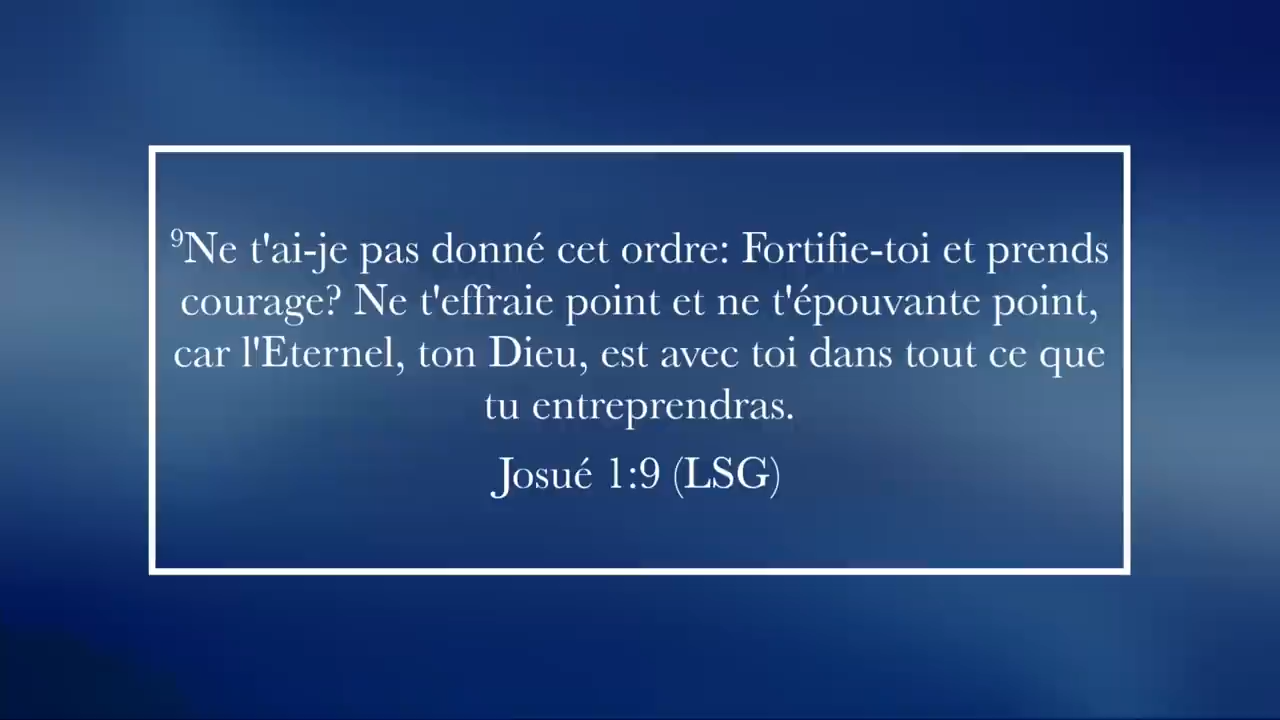 ⁹Ne t'ai-je pas donné cet ordre: Fortifie-toi et prends
courage? Ne t'effraie point et ne t'épouvante point,
car l'Eternel, ton Dieu, est avec toi dans tout ce que
tu entreprendras.
Josué 1:9 (LSG)